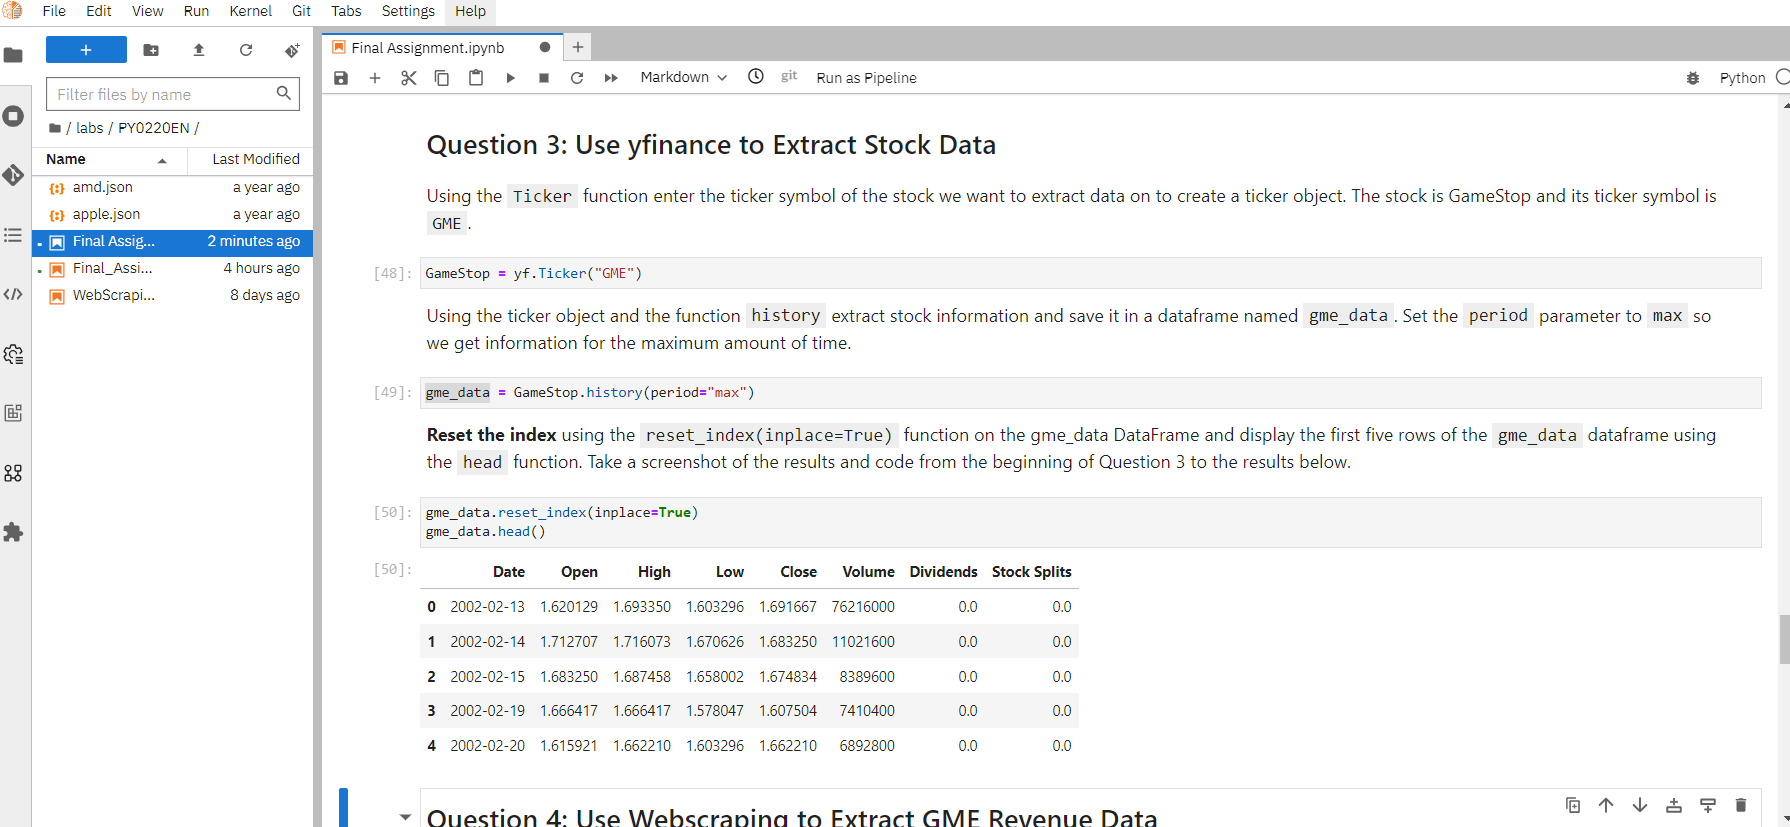 File Edit View Run Kernel Git Tabs Settings Help
Filter files by name
/ labs / PY0220EN /
Name Last Modified
amd.json a year ago
apple.json a year ago
Final Assig... 2 minutes ago
Final_Assi... 4 hours ago
WebScrapi... 8 days ago
Final Assignment.ipynb
Markdown git Run as Pipeline Python
Question 3: Use yfinance to Extract Stock Data
Using the Ticker function enter the ticker symbol of the stock we want to extract data on to create a ticker object. The stock is GameStop and its ticker symbol is
GME .
[48]: GameStop = yf.Ticker("GME")
Using the ticker object and the function history extract stock information and save it in a dataframe named gme_data . Set the period parameter to max so
we get information for the maximum amount of time.
[49]: gme_data = GameStop.history(period="max")
Reset the index using the reset_index(inplace=True) function on the gme_data DataFrame and display the first five rows of the gme_data dataframe using
the head function. Take a screenshot of the results and code from the beginning of Question 3 to the results below.
[50]: gme_data.reset_index(inplace=True)
gme_data.head()
[50]:
Date Open High Low Close Volume Dividends Stock Splits
0 2002-02-13 1.620129 1.693350 1.603296 1.691667 76216000 0.0 0.0
1 2002-02-14 1.712707 1.716073 1.670626 1.683250 11021600 0.0 0.0
2 2002-02-15 1.683250 1.687458 1.658002 1.674834 8389600 0.0 0.0
3 2002-02-19 1.666417 1.666417 1.578047 1.607504 7410400 0.0 0.0
4 2002-02-20 1.615921 1.662210 1.603296 1.662210 6892800 0.0 0.0
Question 4: Use Webscraping to Extract GME Revenue Data